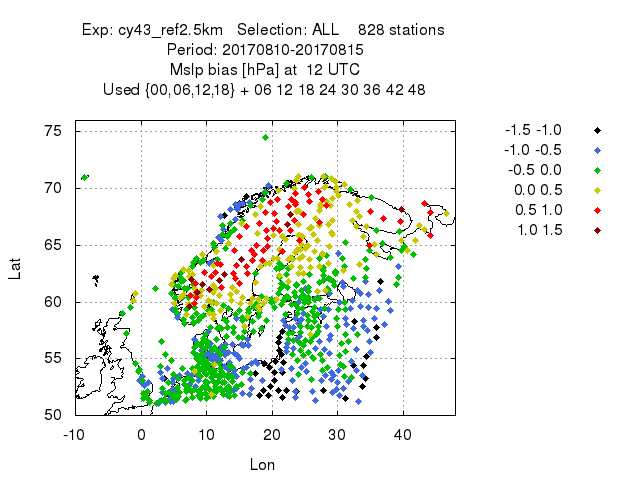 Exp: cy43_ref2.5km   Selection: ALL    828 stations
Period: 20170810-20170815
Mslp bias [hPa] at  12 UTC
Used {00,06,12,18} + 06 12 18 24 30 36 42 48
75
70
65
60
55
50
-10 0 10 20 30 40
Lat
Lon
-1.5 -1.0
-1.0 -0.5
-0.5 0.0
0.0 0.5
0.5 1.0
1.0 1.5